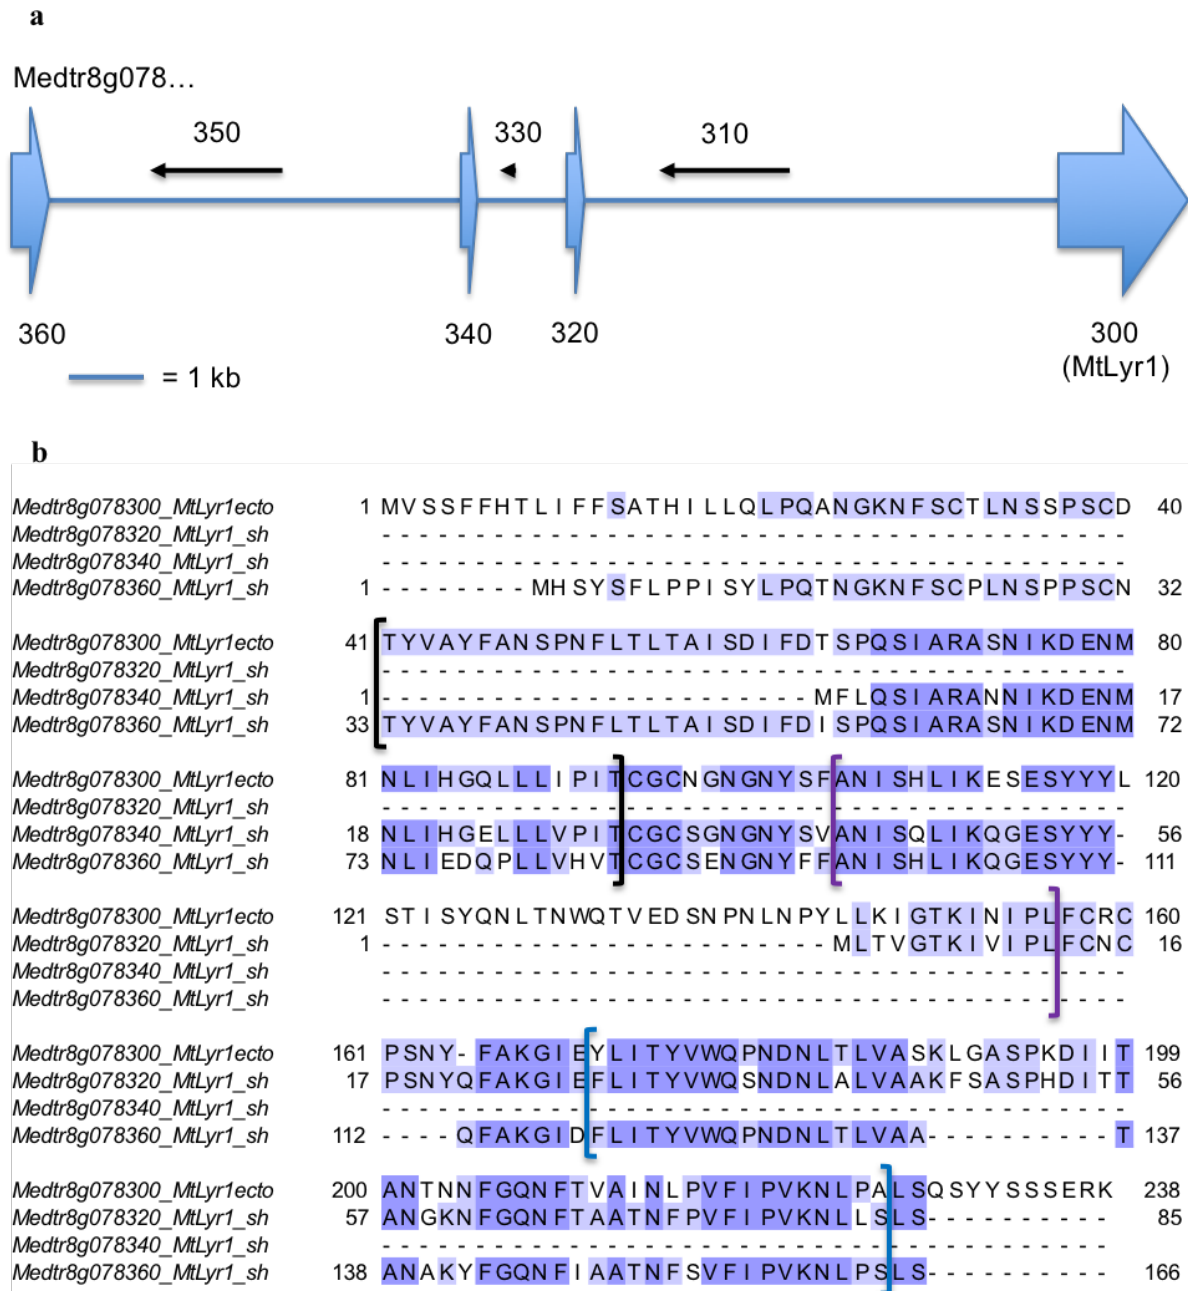 a
Medtr8g078...
350 330 310
360 340 320 300
(MtLyr1)
= 1 kb
b
Medtr8g078300_MtLyr1ecto 1 MVSSFFHTLIFFSATHILLQLPQANGKNFSCTLNSSPSCD 40
Medtr8g078320_MtLyr1_sh ----------------------------------------
Medtr8g078340_MtLyr1_sh ----------------------------------------
Medtr8g078360_MtLyr1_sh 1 --------MHSYSFLPPISYLPQTNGKNFSCPLNSPPSCN 32
Medtr8g078300_MtLyr1ecto 41 TYVAYFANSPNFLTLTAISDIFDTSPQSIARASNIKDENM 80
Medtr8g078320_MtLyr1_sh ----------------------------------------
Medtr8g078340_MtLyr1_sh 1 -----------------------MFLQSIARANNIKDENM 17
Medtr8g078360_MtLyr1_sh 33 TYVAYFANSPNFLTLTAISDIFDISPQSIARASNIKDENM 72
Medtr8g078300_MtLyr1ecto 81 NLIHGQLLLIPITCGCNGNGNYSFANISHLIKESESYYYL 120
Medtr8g078320_MtLyr1_sh ----------------------------------------
Medtr8g078340_MtLyr1_sh 18 NLIHGELLLVPITCGCSGNGNYSVANISQLIKQGESYYY- 56
Medtr8g078360_MtLyr1_sh 73 NLIEDQPLLVHVTCGCSENGNYFFANISHLIKQGESYYY- 111
Medtr8g078300_MtLyr1ecto 121 STISYQNLTNWQTVEDSNPNLNPYLLKIGTKINIPLFCRC 160
Medtr8g078320_MtLyr1_sh 1 ------------------------MLTVGTKIVIPLFCNC 16
Medtr8g078340_MtLyr1_sh ----------------------------------------
Medtr8g078360_MtLyr1_sh ----------------------------------------
Medtr8g078300_MtLyr1ecto 161 PSNY-FAKGIEYLITYVWQPNDNLTLVASKLGASPKDIIT 199
Medtr8g078320_MtLyr1_sh 17 PSNYQFAKGIEFLITYVWQSNDNLALVAAKFSASPHDITT 56
Medtr8g078340_MtLyr1_sh ----------------------------------------
Medtr8g078360_MtLyr1_sh 112 ----QFAKGIDFLITYVWQPNDNLTLVAA----------T 137
Medtr8g078300_MtLyr1ecto 200 ANTNNFGQNFTVAINLPVFIPVKNLPALSQSYYSSSERK 238
Medtr8g078320_MtLyr1_sh 57 ANGKNFGQNFTAATNFPVFIPVKNLLSLS---------- 85
Medtr8g078340_MtLyr1_sh ---------------------------------------
Medtr8g078360_MtLyr1_sh 138 ANAKYFGQNFIAATNFSVFIPVKNLPSLS---------- 166